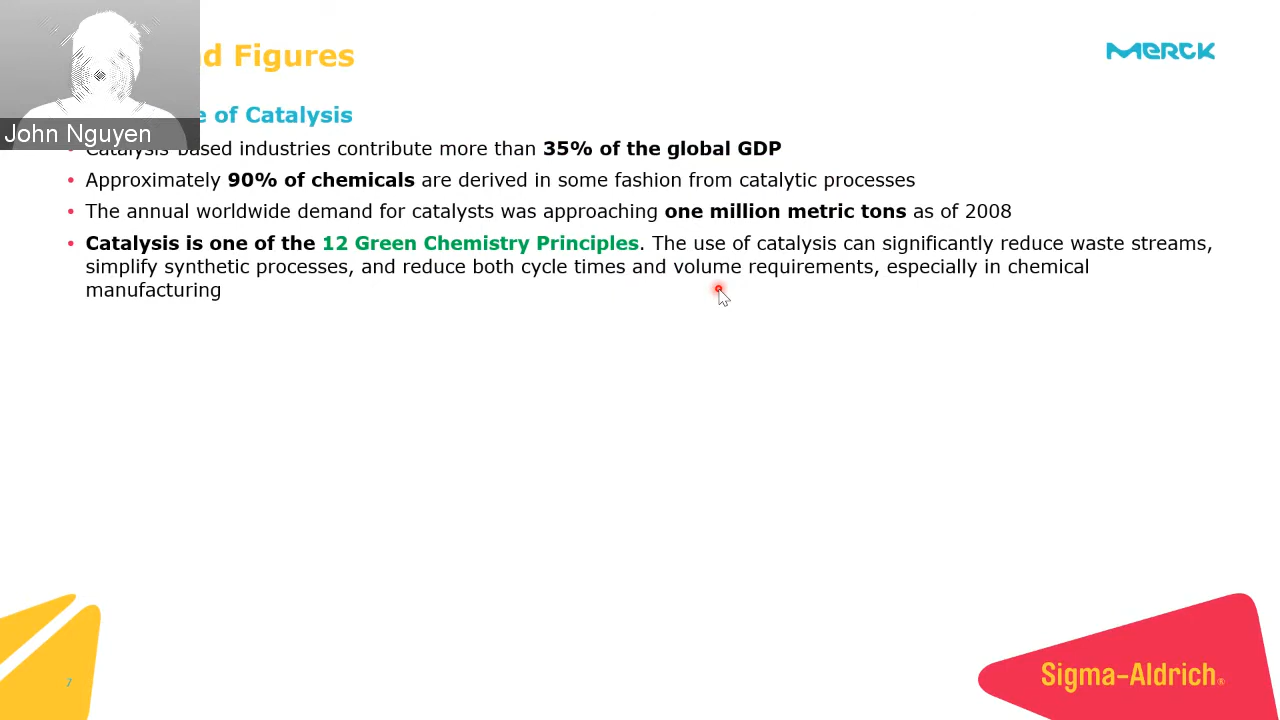 d Figures
MERCK
e of Catalysis
John Nguyen
Catalysis-based industries contribute more than 35% of the global GDP
• Approximately 90% of chemicals are derived in some fashion from catalytic processes
• The annual worldwide demand for catalysts was approaching one million metric tons as of 2008
• Catalysis is one of the 12 Green Chemistry Principles. The use of catalysis can significantly reduce waste streams,
simplify synthetic processes, and reduce both cycle times and volume requirements, especially in chemical
manufacturing
7
Sigma-Aldrich®